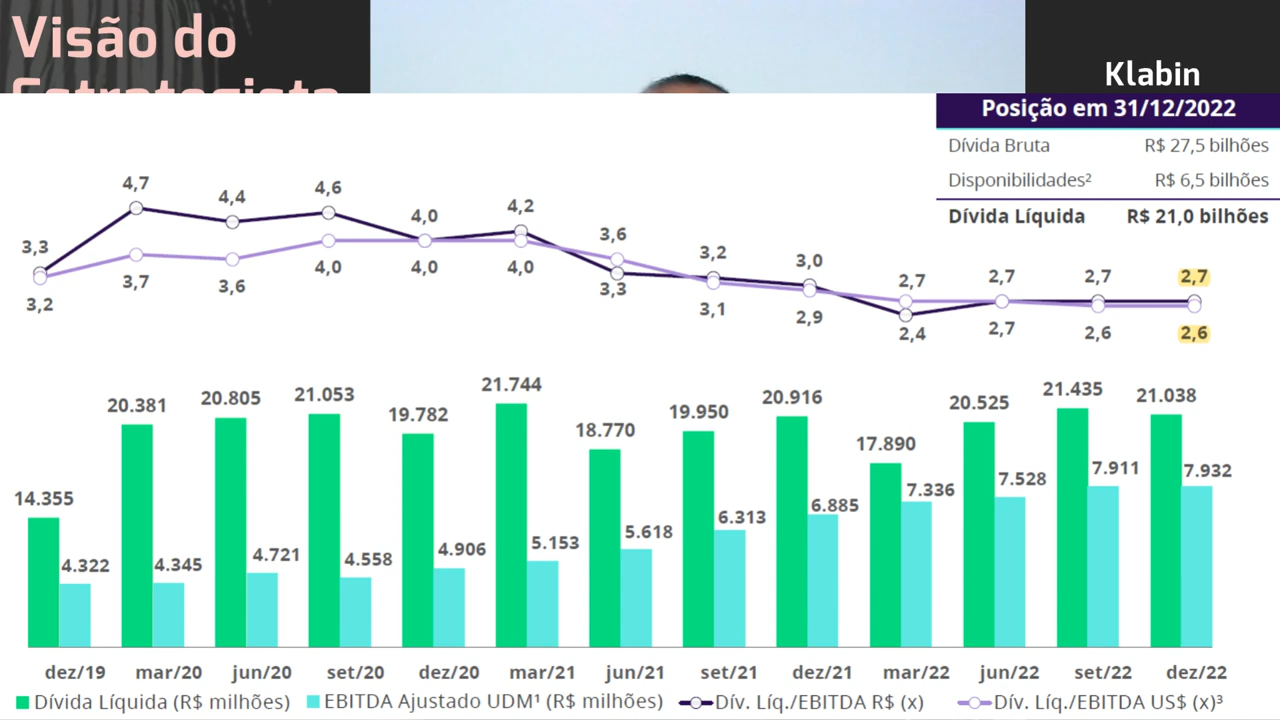 Visão do
Estrategista
Klabin
Posição em 31/12/2022
Dívida Bruta R$ 27,5 bilhões
Disponibilidades² R$ 6,5 bilhões
Dívida Líquida R$ 21,0 bilhões
3,3 4,7 4,4 4,6 4,0 4,2 3,6 3,2 3,0 2,7 2,7 2,7 2,7
3,2 3,7 3,6 4,0 4,0 4,0 3,3 3,1 2,9 2,4 2,7 2,6 2,6
14.355 20.381 20.805 21.053 19.782 21.744 18.770 19.950 20.916 17.890 20.525 21.435 21.038
4.322 4.345 4.721 4.558 4.906 5.153 5.618 6.313 6.885 7.336 7.528 7.911 7.932
dez/19 mar/20 jun/20 set/20 dez/20 mar/21 jun/21 set/21 dez/21 mar/22 jun/22 set/22 dez/22
Dívida Líquida (R$ milhões) EBITDA Ajustado UDM¹ (R$ milhões) Dív. Líq./EBITDA R$ (x) Dív. Líq./EBITDA US$ (x)³